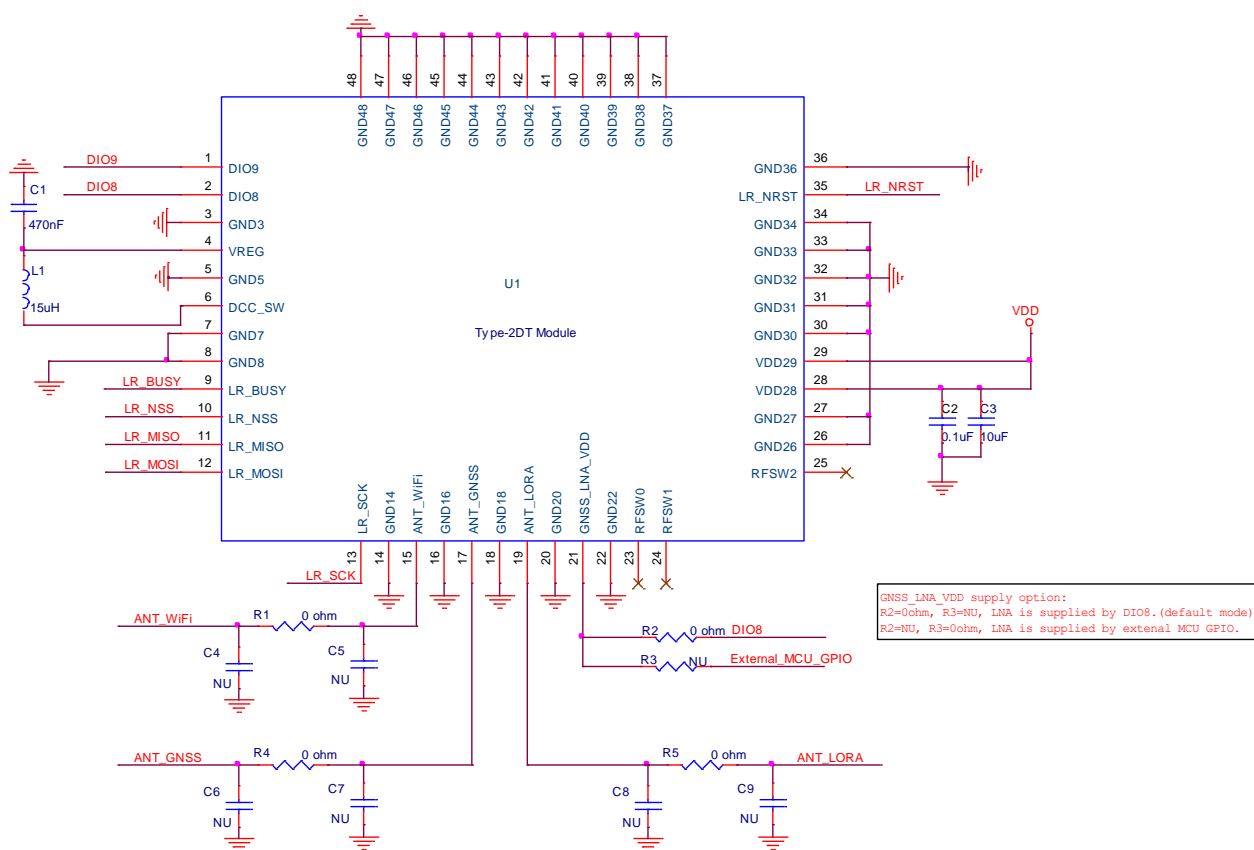 48
47
46
45
44
43
42
41
40
39
38
37
GND48
GND47
GND46
GND45
GND44
GND43
GND42
GND41
GND40
GND39
GND38
GND37
DIO9
1
DIO9
DIO8
2
DIO8
3
GND3
4
VREG
5
GND5
6
DCC_SW
7
GND7
8
GND8
LR_BUSY
9
LR_BUSY
LR_NSS
10
LR_NSS
LR_MISO
11
LR_MISO
LR_MOSI
12
LR_MOSI
C1
470nF
L1
15uH
U1
Type-2DT Module
GND36
36
LR_NRST
35
LR_NRST
GND34
34
GND33
33
GND32
32
GND31
31
GND30
30
VDD29
29
VDD28
28
GND27
27
GND26
26
RFSW2
25
VDD
C2
0.1uF
C3
10uF
LR_SCK
GND14
ANT_WiFi
GND16
ANT_GNSS
GND18
ANT_LORA
GND20
GNSS_LNA_VDD
GND22
RFSW0
RFSW1
13
14
15
16
17
18
19
20
21
22
23
24
LR_SCK
ANT_WiFi
R1
0 ohm
C4
NU
C5
NU
R2
0 ohm
DIO8
R3
NU
External_MCU_GPIO
GNSS_LNA_VDD supply option:
R2=0ohm, R3=NU, LNA is supplied by DIO8.(default mode)
R2=NU, R3=0ohm, LNA is supplied by extenal MCU GPIO.
ANT_GNSS
R4
0 ohm
C6
NU
C7
NU
R5
0 ohm
ANT_LORA
C8
NU
C9
NU